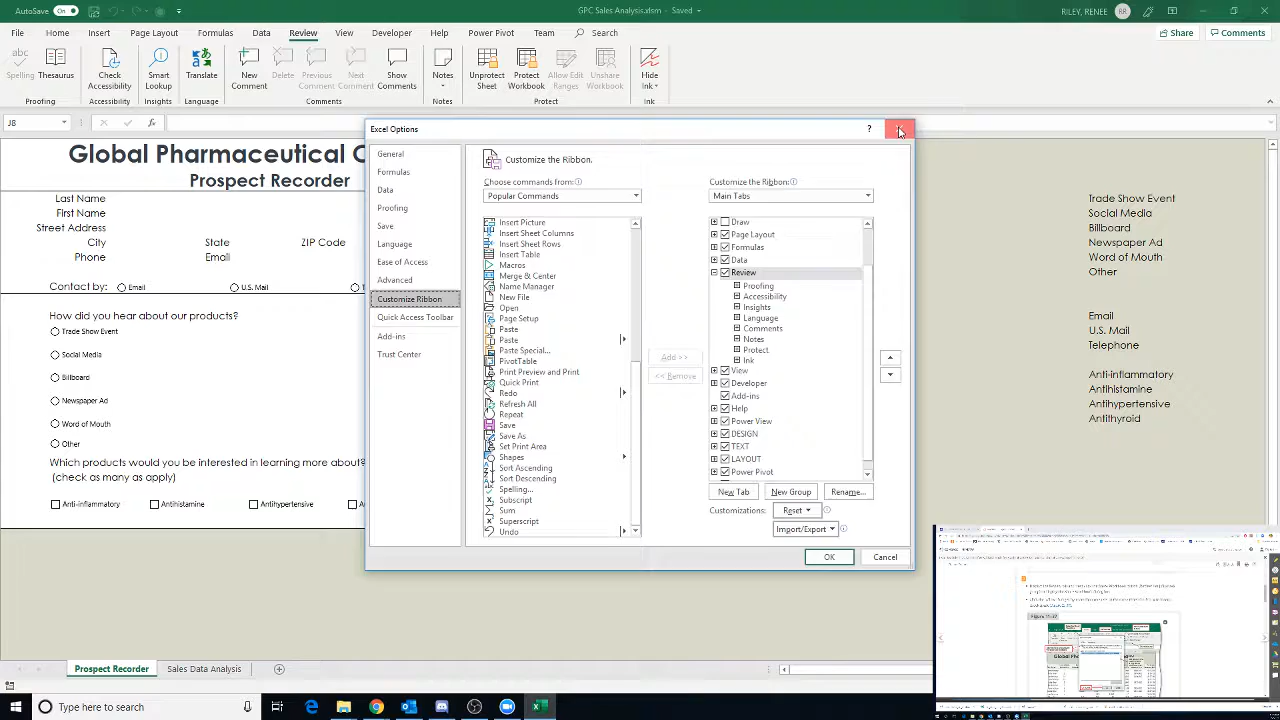 AutoSave On
GPC Sales Analysis.xlsm - Saved
RILEY, RENEE RR
File Home Insert Page Layout Formulas Data Review View Developer Help Power Pivot Team Search
Share Comments
Spelling Thesaurus Check Accessibility Smart Lookup Translate New Comment Delete Previous Comment Next Comment Show Comments Notes Unprotect Sheet Protect Workbook Allow Edit Ranges Unshare Workbook Hide Ink
Proofing Accessibility Insights Language Comments Notes Protect Ink
J8 fx
Global Pharmaceutical C
Prospect Recorder
Last Name
First Name
Street Address
City State ZIP Code
Phone Email
Contact by: Email U.S. Mail T
How did you hear about our products?
Trade Show Event
Social Media
Billboard
Newspaper Ad
Word of Mouth
Other
Which products would you be interested in learning more about?
(check as many as apply)
Anti-inflammatory Antihistamine Antihypertensive A
Excel Options ?
General
Formulas
Data
Proofing
Save
Language
Ease of Access
Advanced
Customize Ribbon
Quick Access Toolbar
Add-ins
Trust Center
Customize the Ribbon.
Choose commands from:
Popular Commands
Insert Picture
Insert Sheet Columns
Insert Sheet Rows
Insert Table
Macros
Merge & Center
Name Manager
New File
Open
Page Setup
Paste
Paste
Paste Special...
PivotTable
Print Preview and Print
Quick Print
Redo
Refresh All
Repeat
Save
Save As
Set Print Area
Shapes
Sort Ascending
Sort Descending
Spelling...
Subscript
Sum
Superscript
Undo
Add >>
<< Remove
Customize the Ribbon:
Main Tabs
Draw
Page Layout
Formulas
Data
Review
Proofing
Accessibility
Insights
Language
Comments
Notes
Protect
Ink
View
Developer
Add-ins
Help
Power View
DESIGN
TEXT
LAYOUT
Power Pivot
New Tab New Group Rename...
Customizations: Reset
Import/Export
OK Cancel
Trade Show Event
Social Media
Billboard
Newspaper Ad
Word of Mouth
Other
Email
U.S. Mail
Telephone
Anti-inflammatory
Antihistamine
Antihypertensive
Antithyroid
Prospect Recorder Sales Data Analysis
Type here to search